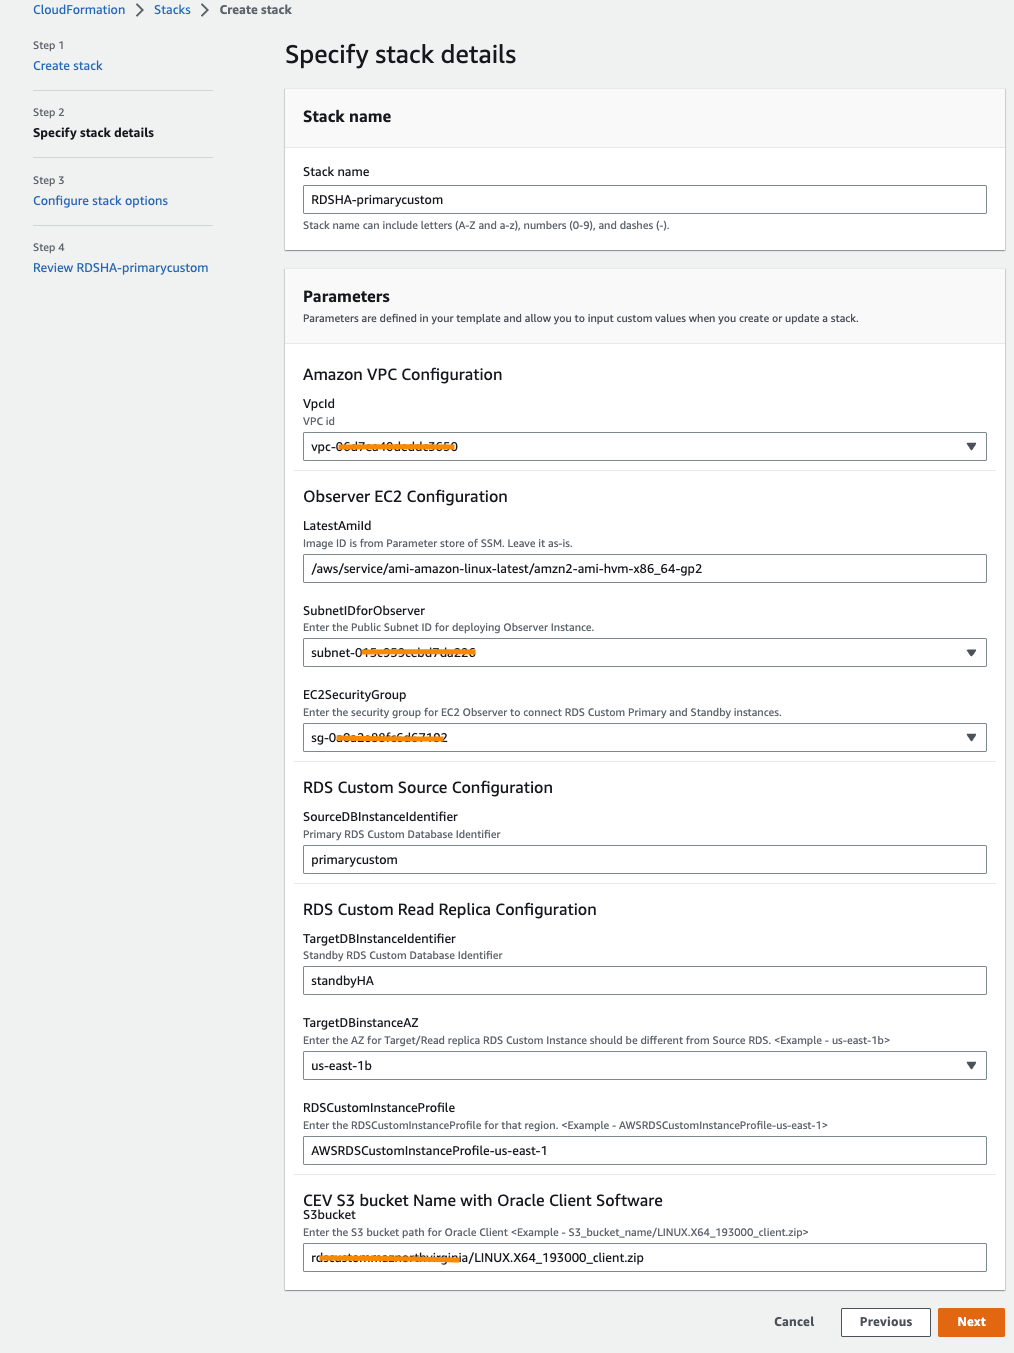 CloudFormation > Stacks > Create stack
Step 1
Create stack
Step 2
Specify stack details
Step 3
Configure stack options
Step 4
Review RDSHA-primarycustom
Specify stack details
Stack name
Stack name
RDSHA-primarycustom
Stack name can include letters (A-Z and a-z), numbers (0-9), and dashes (-).
Parameters
Parameters are defined in your template and allow you to input custom values when you create or update a stack.
Amazon VPC Configuration
VpcId
VPC id
vpc-
Observer EC2 Configuration
LatestAmiId
Image ID is from Parameter store of SSM. Leave it as-is.
/aws/service/ami-amazon-linux-latest/amzn2-ami-hvm-x86_64-gp2
SubnetIDforObserver
Enter the Public Subnet ID for deploying Observer Instance.
subnet-
EC2SecurityGroup
Enter the security group for EC2 Observer to connect RDS Custom Primary and Standby instances.
sg-
RDS Custom Source Configuration
SourceDBInstanceIdentifier
Primary RDS Custom Database Identifier
primarycustom
RDS Custom Read Replica Configuration
TargetDBInstanceIdentifier
Standby RDS Custom Database Identifier
standbyHA
TargetDBinstanceAZ
Enter the AZ for Target/Read replica RDS Custom Instance should be different from Source RDS. <Example - us-east-1b>
us-east-1b
RDSCustomInstanceProfile
Enter the RDSCustomInstanceProfile for that region. <Example - AWSRDSCustomInstanceProfile-us-east-1>
AWSRDSCustomInstanceProfile-us-east-1
CEV S3 bucket Name with Oracle Client Software
S3bucket
Enter the S3 bucket path for Oracle Client <Example - S3_bucket_name/LINUX.X64_193000_client.zip>
/LINUX.X64_193000_client.zip
Cancel
Previous
Next